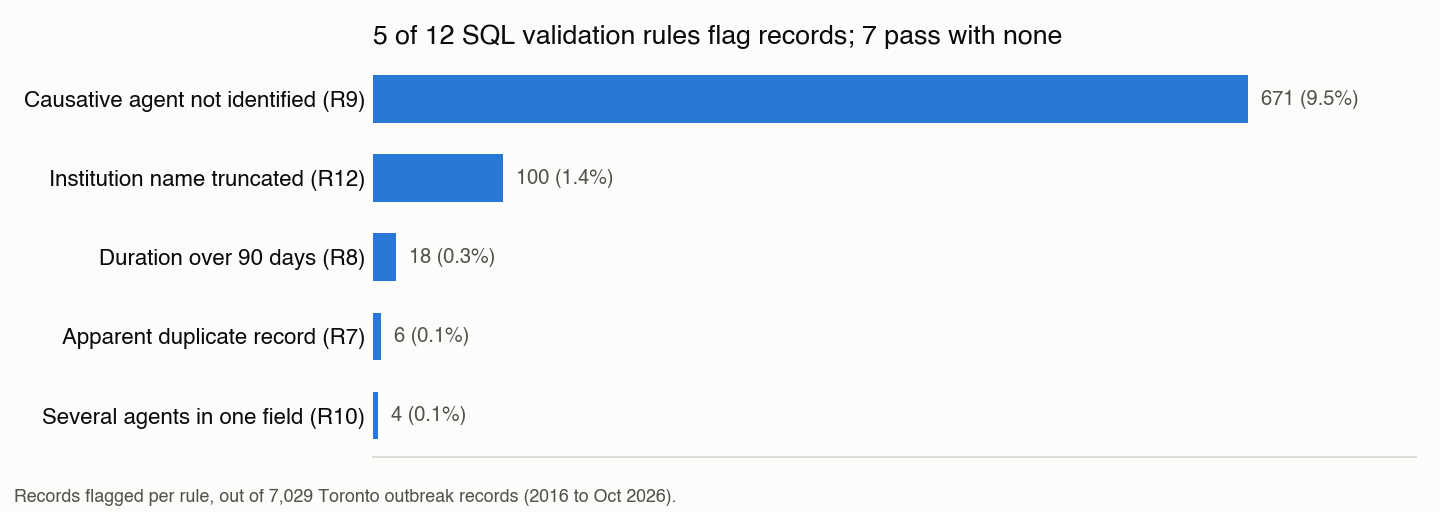 5 of 12 SQL validation rules flag records; 7 pass with none
Causative agent not identified (R9) 671 (9.5%)
Institution name truncated (R12) 100 (1.4%)
Duration over 90 days (R8) 18 (0.3%)
Apparent duplicate record (R7) 6 (0.1%)
Several agents in one field (R10) 4 (0.1%)
Records flagged per rule, out of 7,029 Toronto outbreak records (2016 to Oct 2026).